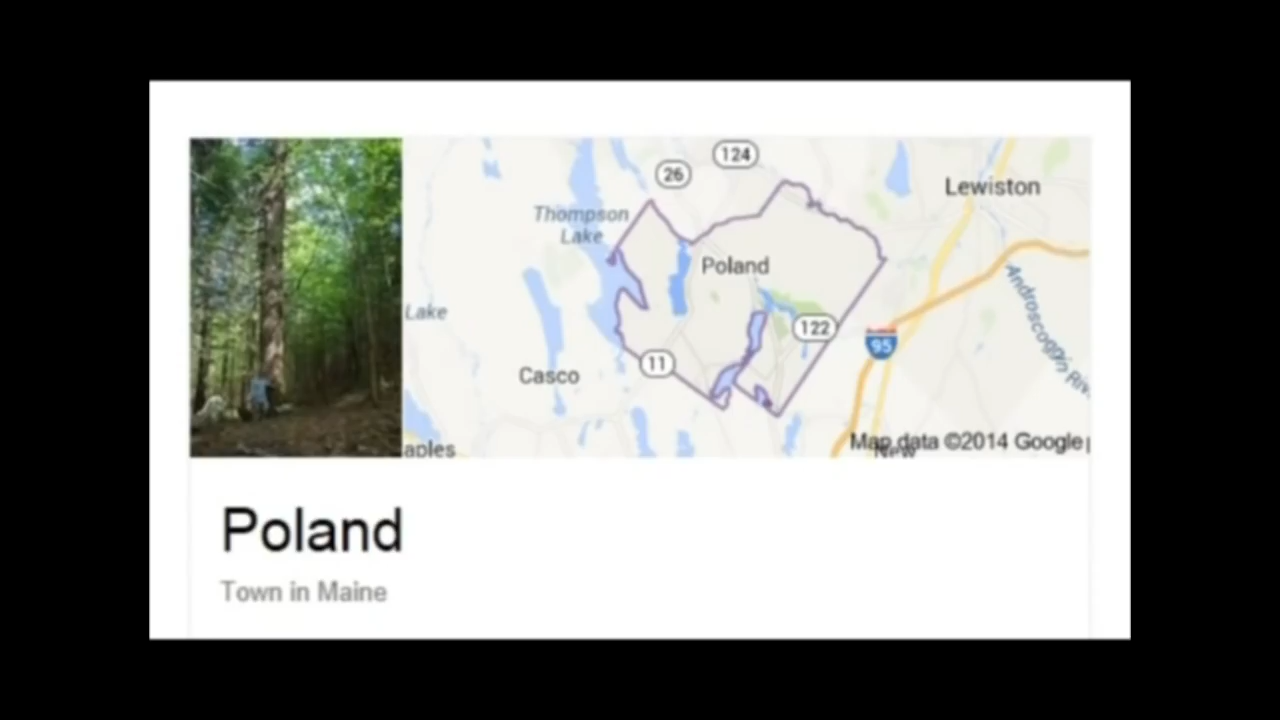 124
26
Lewiston
Thompson
Lake
Poland
Androscoggin Riv
Lake
122
95
11
Casco
Map data ©2014 Google
New
aples
Poland
Town in Maine